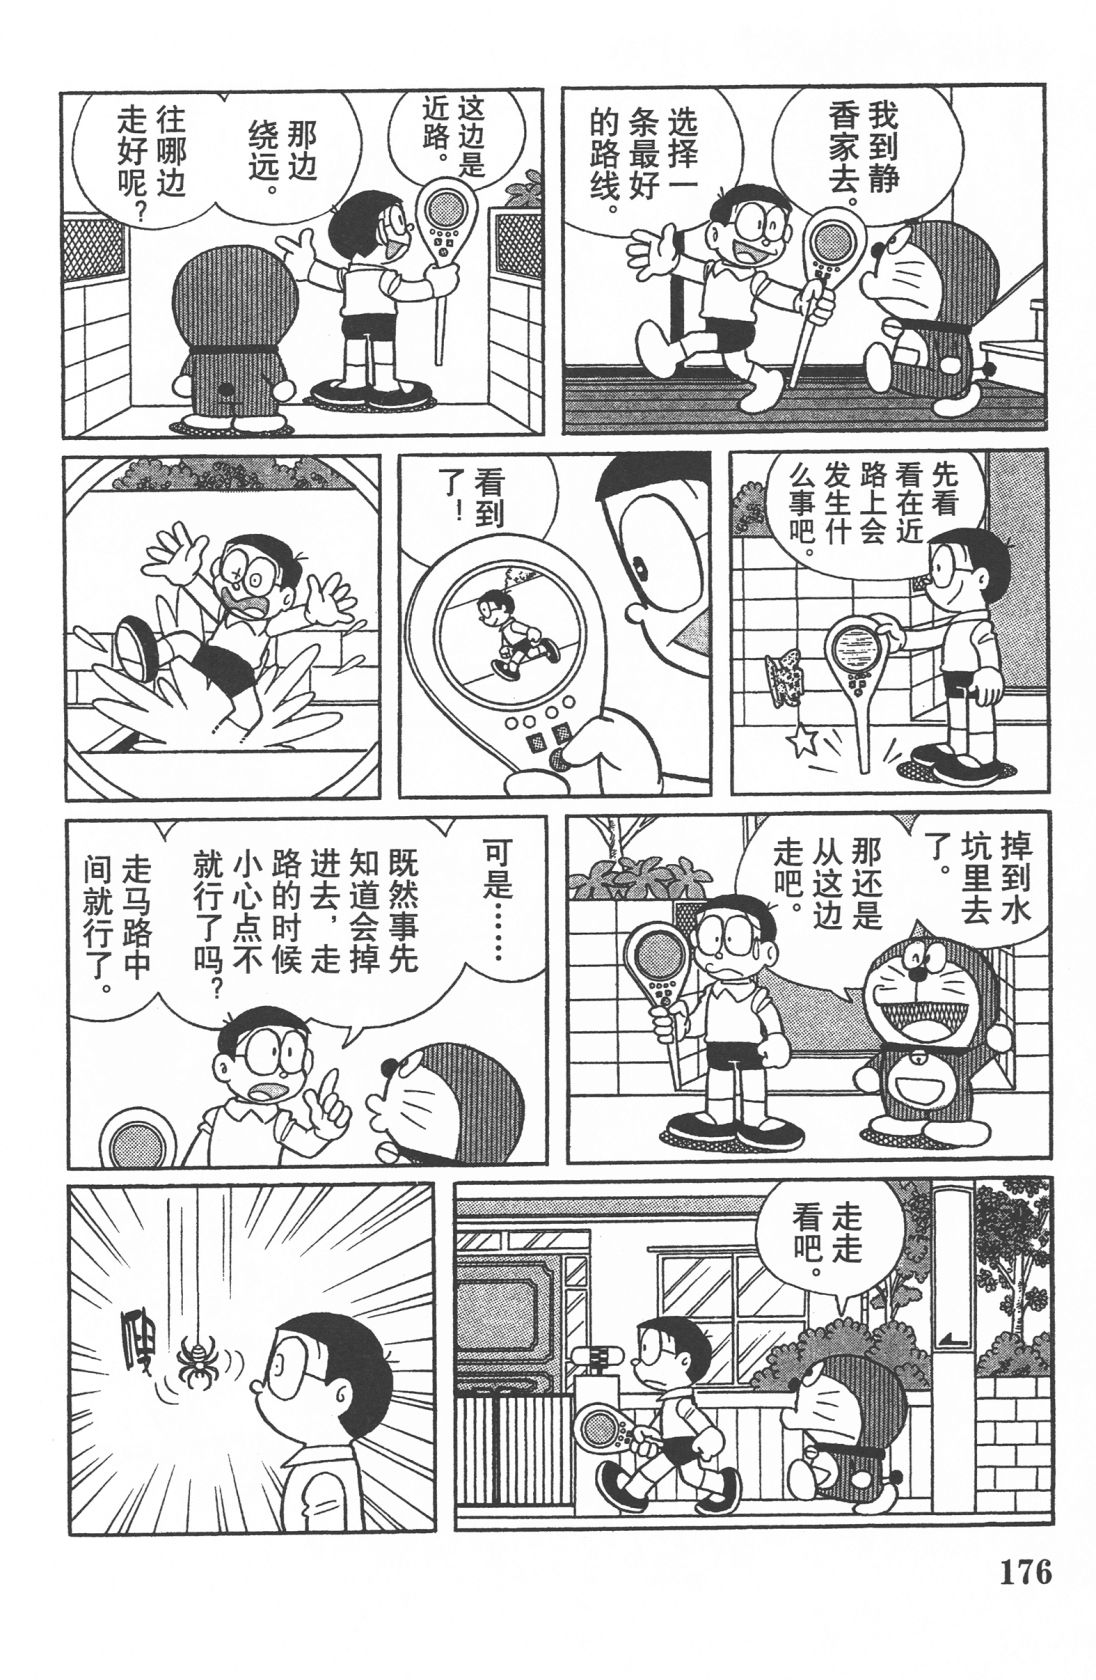 我到静
香家去。
选择一
条最好
的路线。
这边是
近路。
那边
绕远。
往哪边
走好呢？
先看
看在近
路上会
发生什
么事吧。
看到
了！
掉到水
坑里去
了。
那还是
从这边
走吧。
可是……
既然事先
知道会掉
进去，走
路的时候
小心点不
就行了吗？
走马路中
间就行了。
走走
看吧。
176